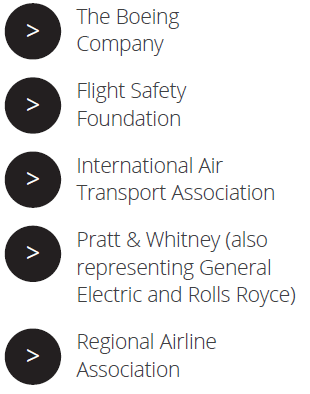 > The Boeing
Company
> Flight Safety
Foundation
> International Air
Transport Association
> Pratt & Whitney (also
representing General
Electric and Rolls Royce)
> Regional Airline
Association